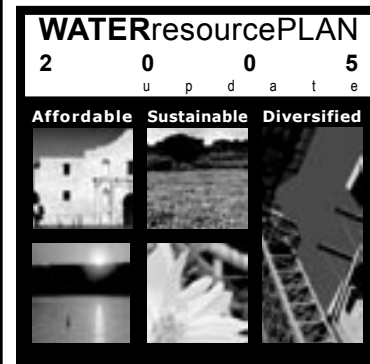 WATERresourcePLAN
2 0 0 5
u p d a t e
Affordable Sustainable Diversified